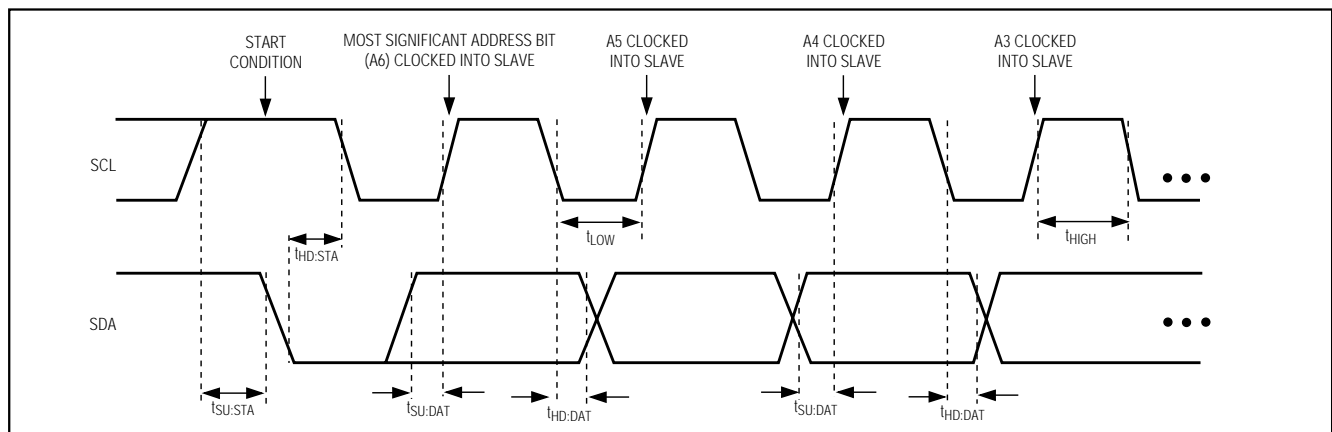 START
CONDITION
MOST SIGNIFICANT ADDRESS BIT
(A6) CLOCKED INTO SLAVE
A5 CLOCKED
INTO SLAVE
A4 CLOCKED
INTO SLAVE
A3 CLOCKED
INTO SLAVE
SCL
tHD:STA
tLOW
tHIGH
SDA
tSU:STA
tSU:DAT
tHD:DAT
tSU:DAT
tHD:DAT